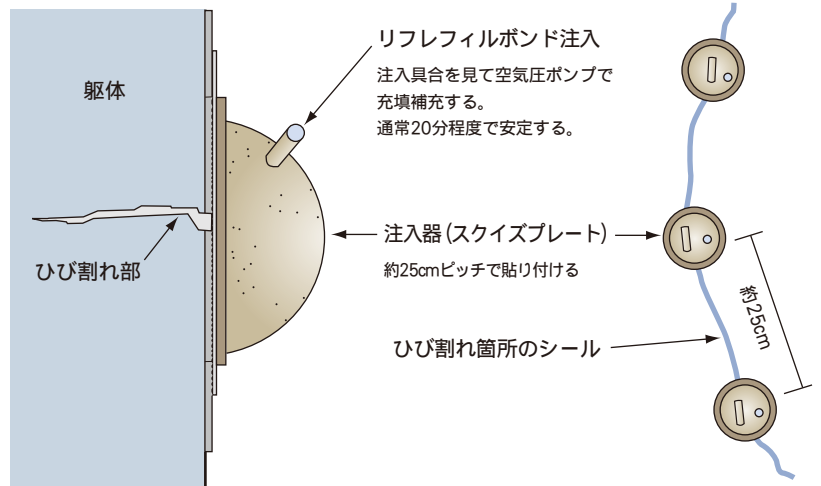 躯体
ひび割れ部
リフレフィルボンド注入
注入具合を見て空気圧ポンプで
充填補充する。
通常20分程度で安定する。
注入器(スクイズプレート)
約25cmピッチで貼り付ける
ひび割れ箇所のシール
約25cm